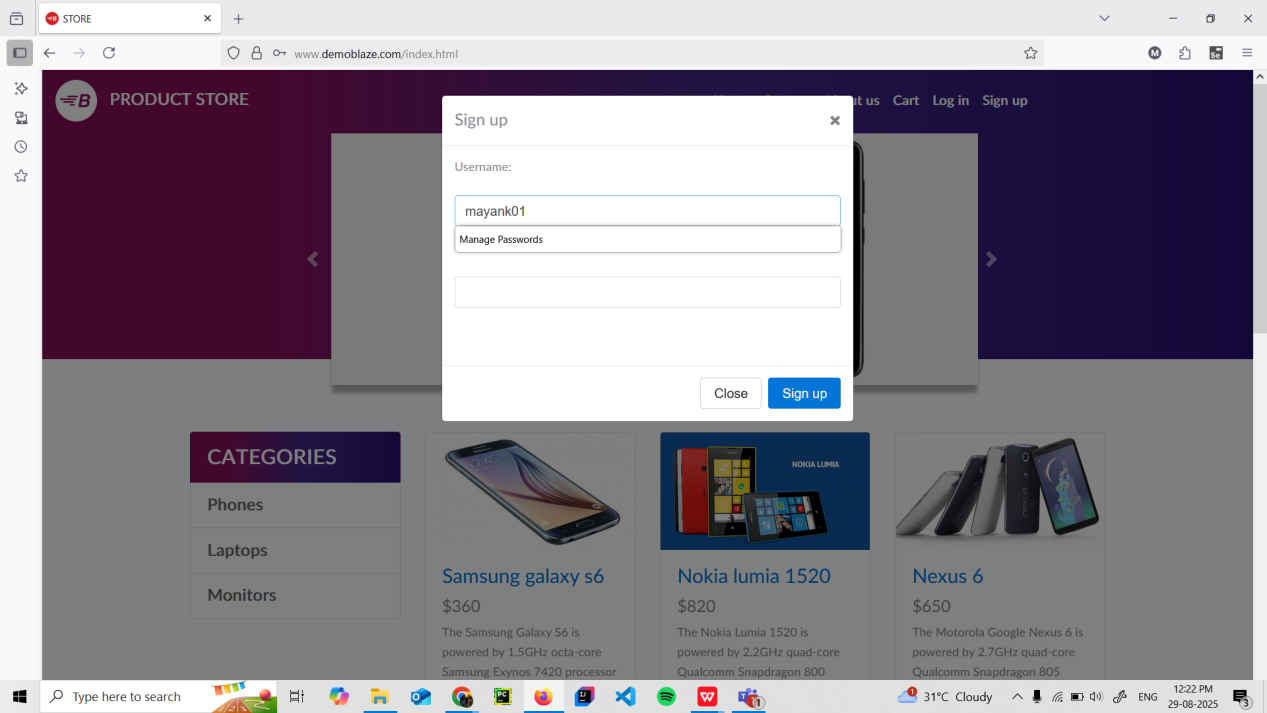 STORE
www.demoblaze.com/index.html
M
Se
B PRODUCT STORE
ut us Cart Log in Sign up
Sign up
Username:
mayank01
Manage Passwords
Close Sign up
CATEGORIES
Phones
Laptops
Monitors
NOKIA LUMIA
Samsung galaxy s6
$360
The Samsung Galaxy S6 is
powered by 1.5GHz octa-core
Samsung Exynos 7420 processor
Nokia lumia 1520
$820
The Nokia Lumia 1520 is
powered by 2.2GHz quad-core
Qualcomm Snapdragon 800
Nexus 6
$650
The Motorola Google Nexus 6 is
powered by 2.7GHz quad-core
Qualcomm Snapdragon 805
Type here to search
31°C Cloudy
ENG
12:22 PM
29-08-2025
3